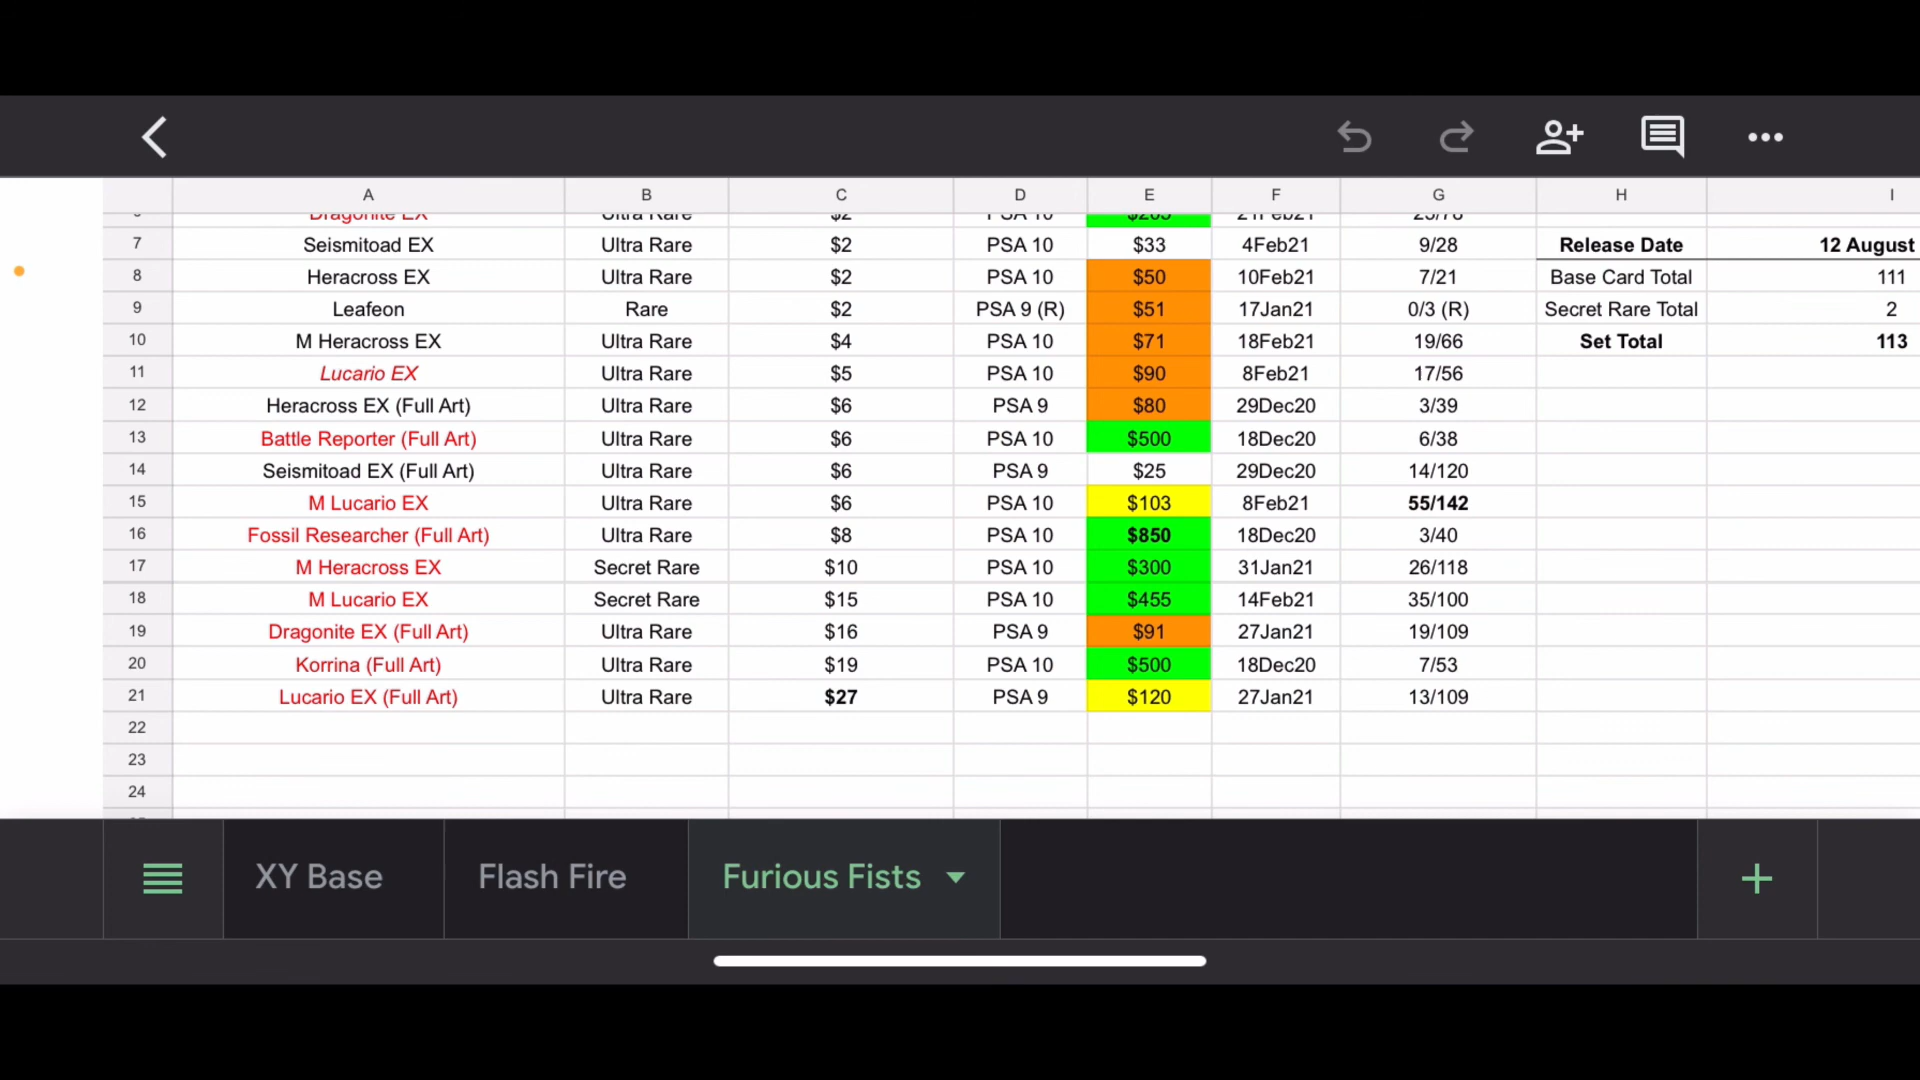 A B C D E F G H I
Dragonite EX Ultra Rare $2 PSA 10 21Feb21
7 Seismitoad EX Ultra Rare $2 PSA 10 $33 4Feb21 9/28 Release Date 12 August
8 Heracross EX Ultra Rare $2 PSA 10 $50 10Feb21 7/21 Base Card Total 111
9 Leafeon Rare $2 PSA 9 (R) $51 17Jan21 0/3 (R) Secret Rare Total 2
10 M Heracross EX Ultra Rare $4 PSA 10 $71 18Feb21 19/66 Set Total 113
11 Lucario EX Ultra Rare $5 PSA 10 $90 8Feb21 17/56
12 Heracross EX (Full Art) Ultra Rare $6 PSA 9 $80 29Dec20 3/39
13 Battle Reporter (Full Art) Ultra Rare $6 PSA 10 $500 18Dec20 6/38
14 Seismitoad EX (Full Art) Ultra Rare $6 PSA 9 $25 29Dec20 14/120
15 M Lucario EX Ultra Rare $6 PSA 10 $103 8Feb21 55/142
16 Fossil Researcher (Full Art) Ultra Rare $8 PSA 10 $850 18Dec20 3/40
17 M Heracross EX Secret Rare $10 PSA 10 $300 31Jan21 26/118
18 M Lucario EX Secret Rare $15 PSA 10 $455 14Feb21 35/100
19 Dragonite EX (Full Art) Ultra Rare $16 PSA 9 $91 27Jan21 19/109
20 Korrina (Full Art) Ultra Rare $19 PSA 10 $500 18Dec20 7/53
21 Lucario EX (Full Art) Ultra Rare $27 PSA 9 $120 27Jan21 13/109
22
23
24
XY Base Flash Fire Furious Fists